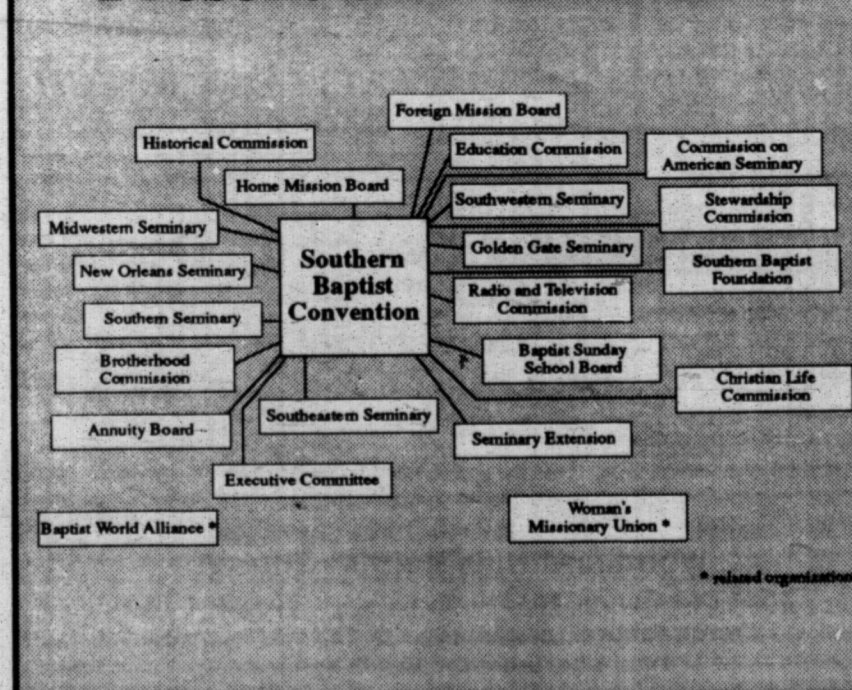 Foreign Mission Board
Historical Commission
Education Commission
Commission on
American Seminary
Home Mission Board
Southwestern Seminary
Stewardship
Commission
Midwestern Seminary
Golden Gate Seminary
New Orleans Seminary
Southern
Baptist
Convention
Southern Baptist
Foundation
Radio and Television
Commission
Southern Seminary
Brotherhood
Commission
Baptist Sunday
School Board
Christian Life
Commission
Annuity Board
Southeastern Seminary
Seminary Extension
Executive Committee
Baptist World Alliance *
Woman's
Missionary Union *
* related organization